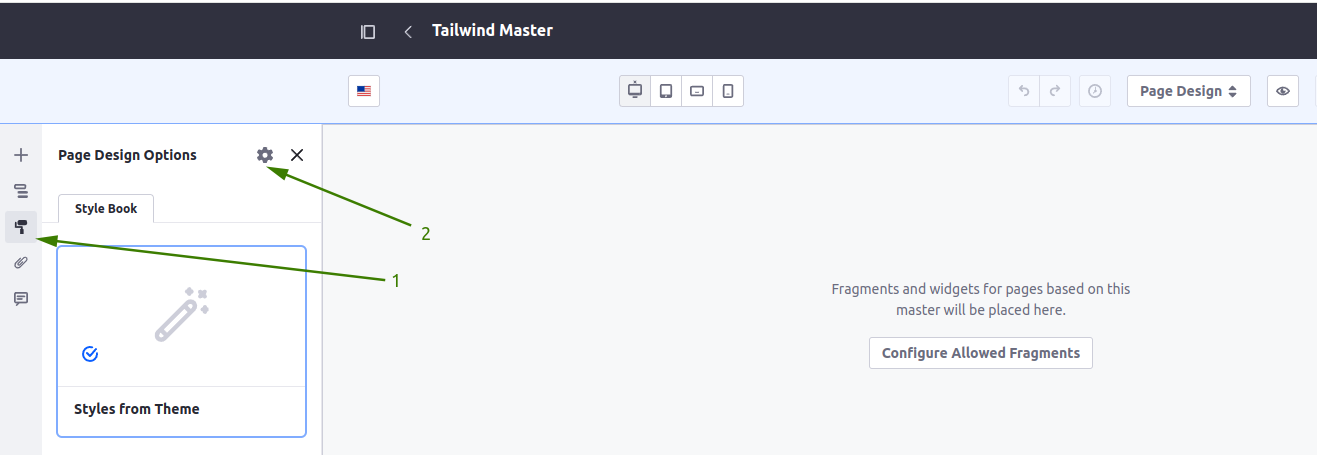 Tailwind Master
Page Design
Page Design Options
2
Style Book
1
Fragments and widgets for pages based on this
master will be placed here.
Configure Allowed Fragments
Styles from Theme